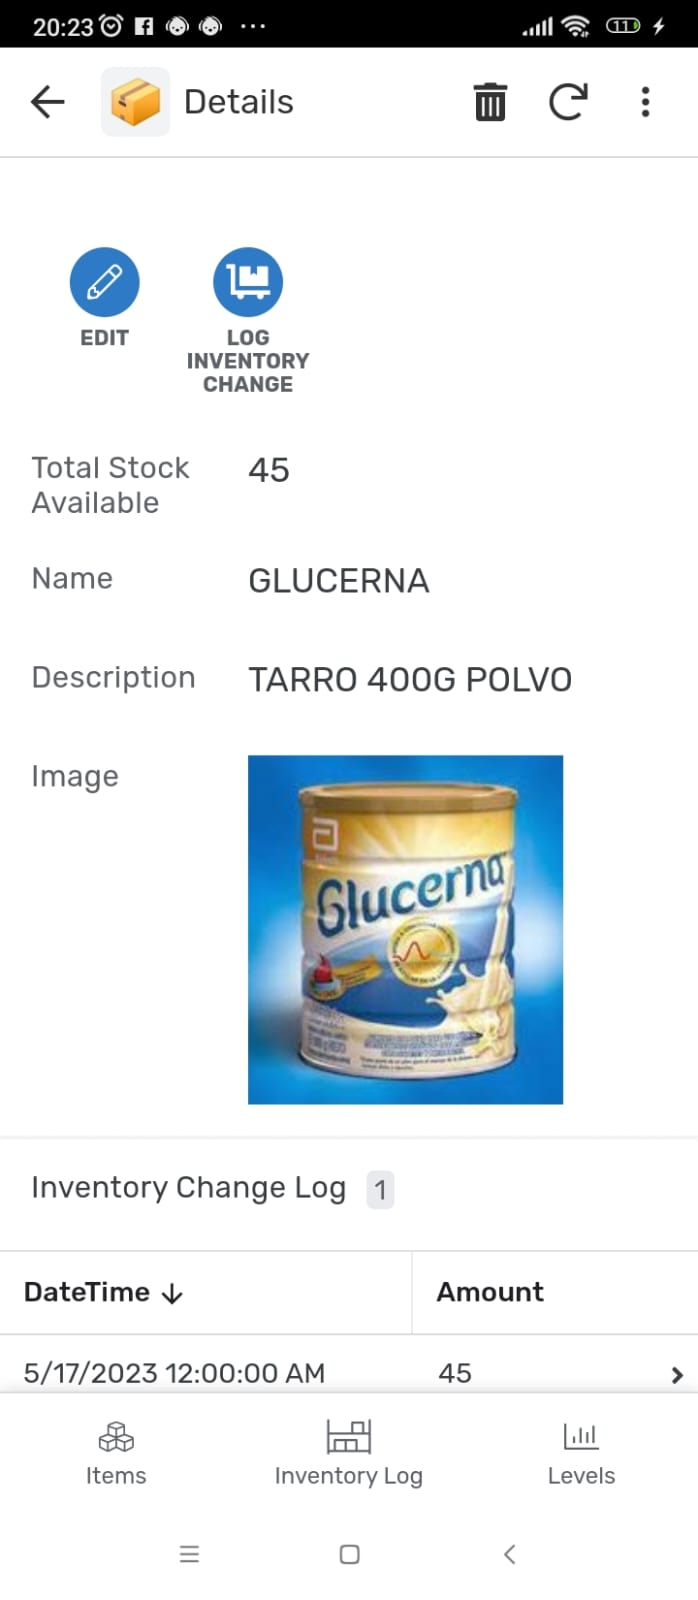 20:23
11
Details
EDIT
LOG
INVENTORY
CHANGE
Total Stock
Available
45
Name
GLUCERNA
Description
TARRO 400G POLVO
Image
Glucerna
Inventory Change Log 1
DateTime ↓ Amount
5/17/2023 12:00:00 AM 45
Items
Inventory Log
Levels